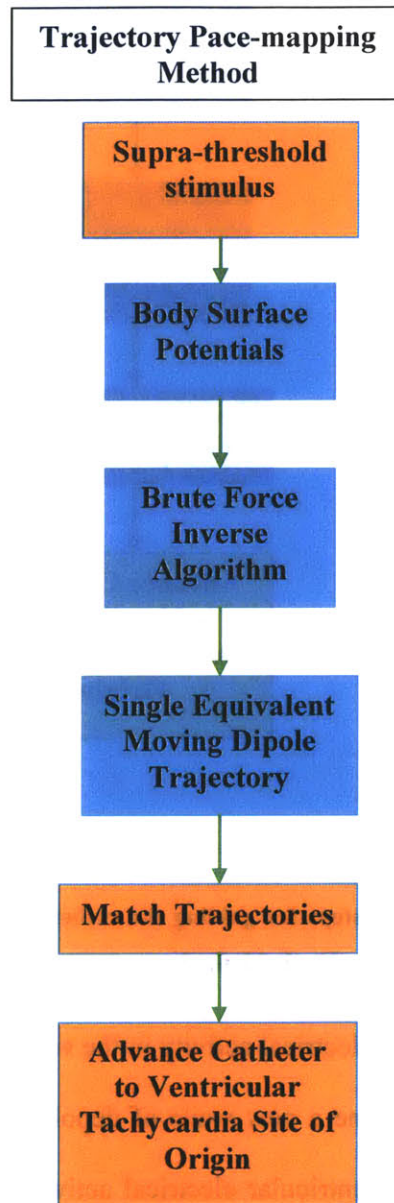 Trajectory Pace-mapping
Method
Supra-threshold
stimulus
Body Surface
Potentials
Brute Force
Inverse
Algorithm
Single Equivalent
Moving Dipole
Trajectory
Match Trajectories
Advance Catheter
to Ventricular
Tachycardia Site of
Origin